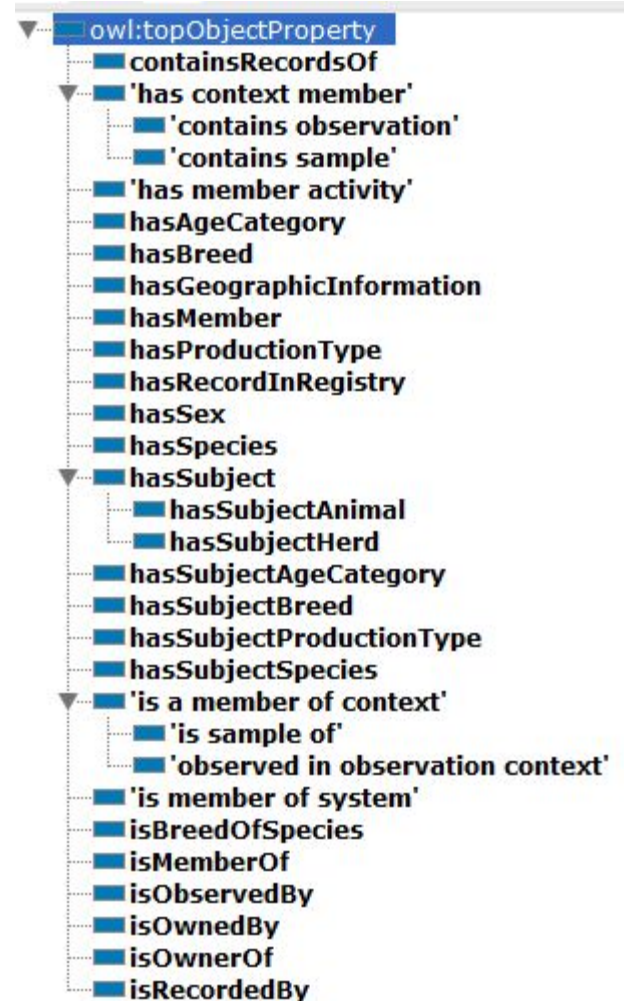 owl:topObjectProperty
containsRecordsOf
'has context member'
'contains observation'
'contains sample'
'has member activity'
hasAgeCategory
hasBreed
hasGeographicInformation
hasMember
hasProductionType
hasRecordInRegistry
hasSex
hasSpecies
hasSubject
hasSubjectAnimal
hasSubjectHerd
hasSubjectAgeCategory
hasSubjectBreed
hasSubjectProductionType
hasSubjectSpecies
'is a member of context'
'is sample of'
'observed in observation context'
'is member of system'
isBreedOfSpecies
isMemberOf
isObservedBy
isOwnedBy
isOwnerOf
isRecordedBy